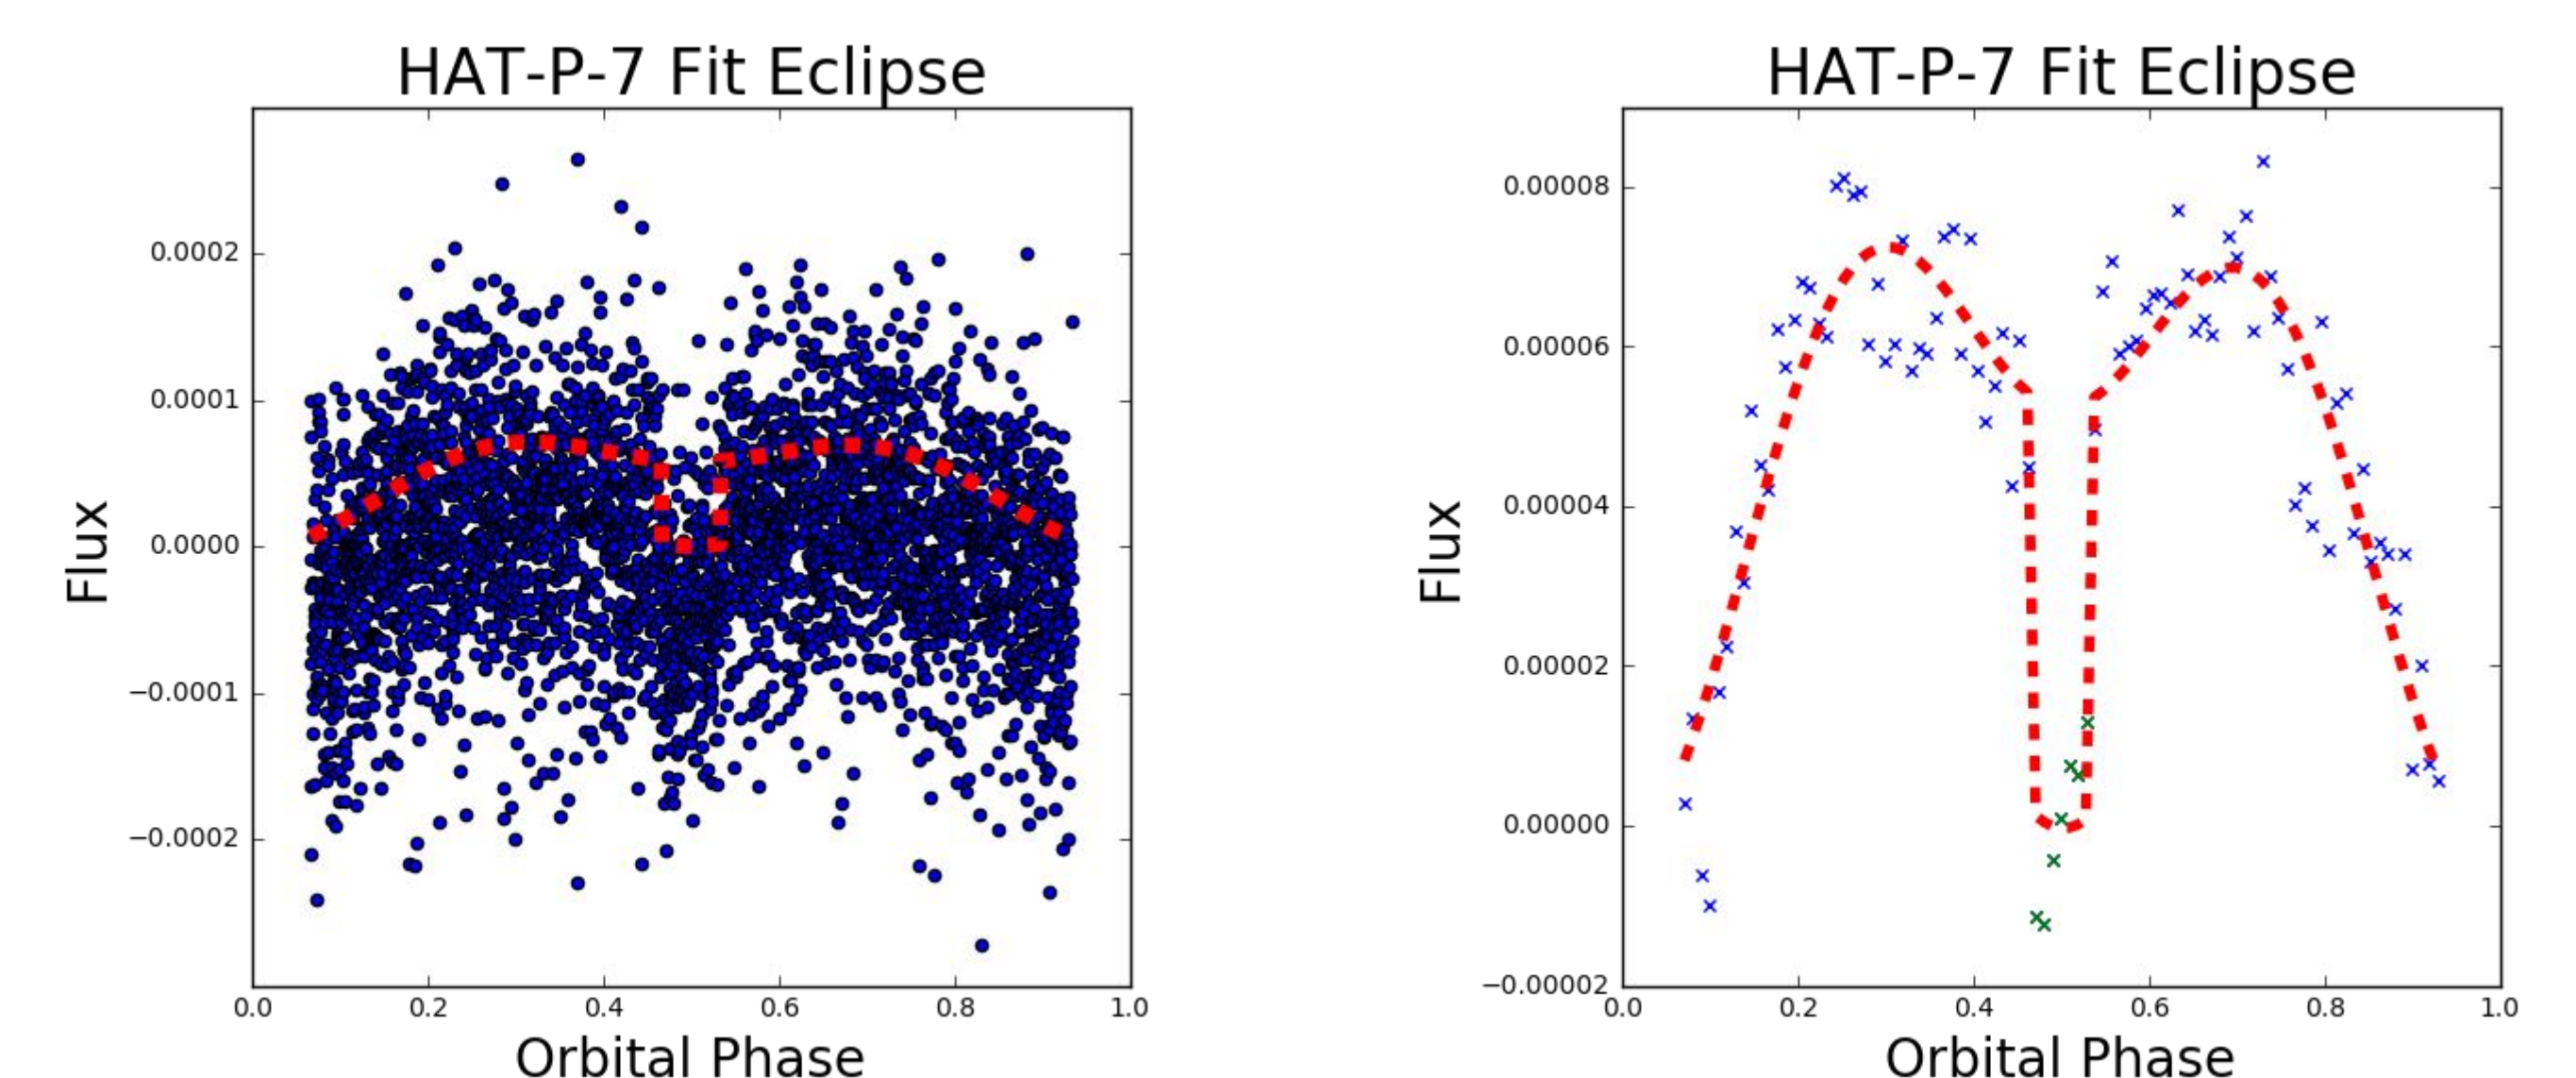 HAT-P-7 Fit Eclipse
0.0002
0.0001
0.0000
−0.0001
−0.0002
Flux
0.0 0.2 0.4 0.6 0.8 1.0
Orbital Phase
HAT-P-7 Fit Eclipse
0.00008
0.00006
0.00004
0.00002
0.00000
−0.00002
Flux
0.0 0.2 0.4 0.6 0.8 1.0
Orbital Phase